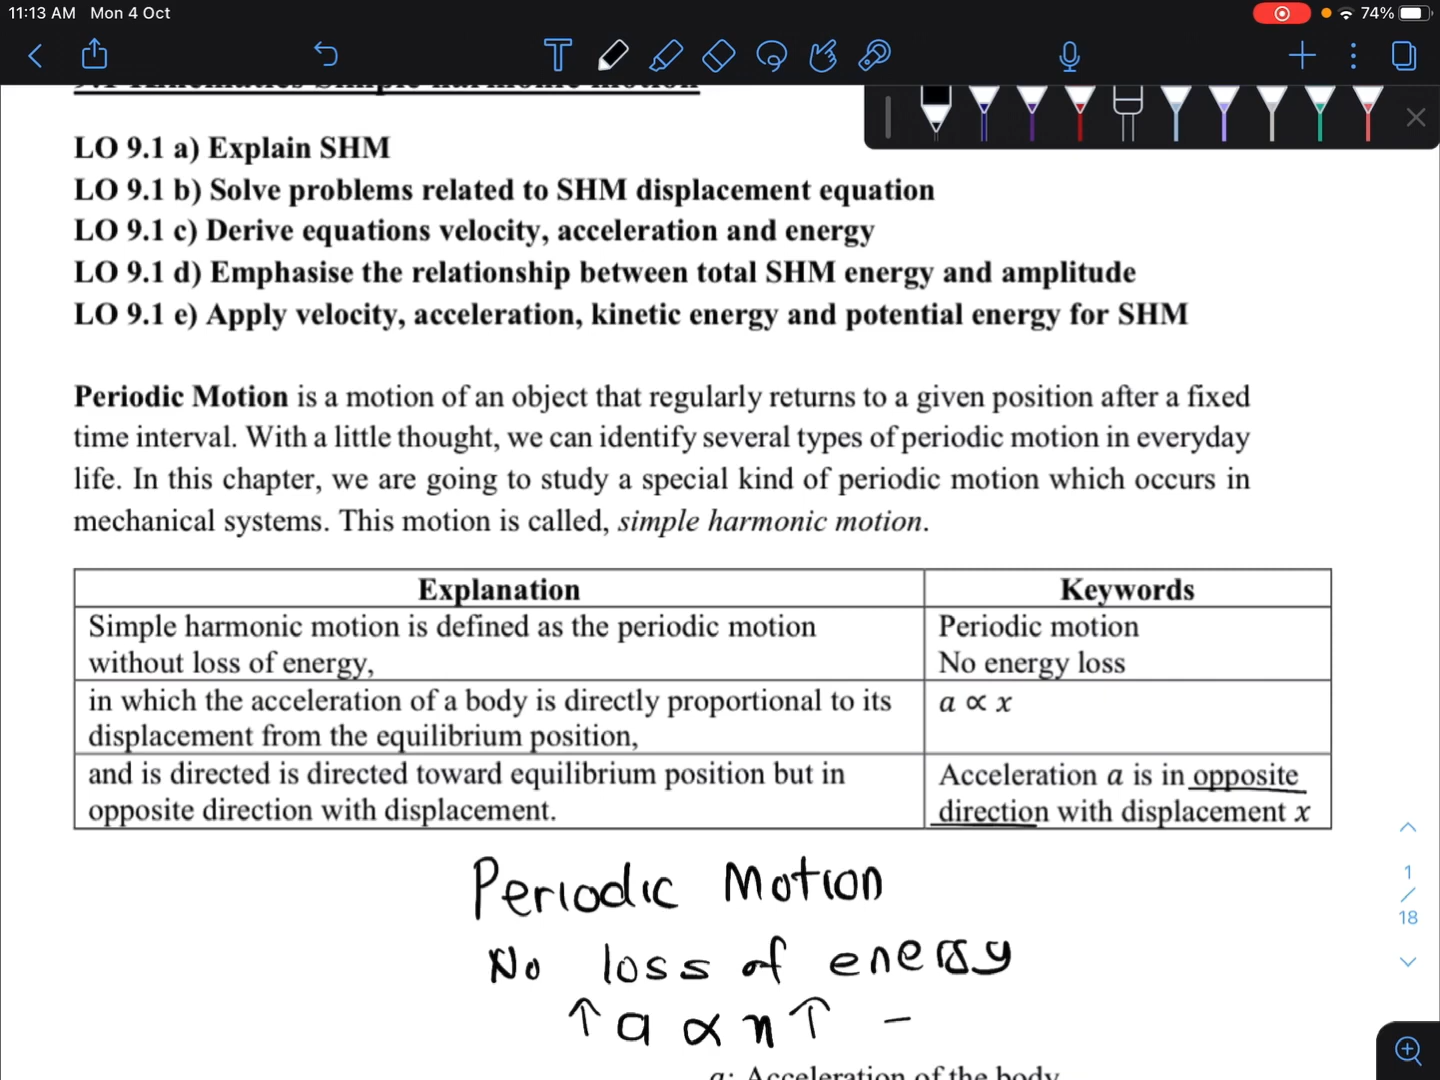 11:13 AM Mon 4 Oct
74%
LO 9.1 a) Explain SHM
LO 9.1 b) Solve problems related to SHM displacement equation
LO 9.1 c) Derive equations velocity, acceleration and energy
LO 9.1 d) Emphasise the relationship between total SHM energy and amplitude
LO 9.1 e) Apply velocity, acceleration, kinetic energy and potential energy for SHM
Periodic Motion is a motion of an object that regularly returns to a given position after a fixed
time interval. With a little thought, we can identify several types of periodic motion in everyday
life. In this chapter, we are going to study a special kind of periodic motion which occurs in
mechanical systems. This motion is called, simple harmonic motion.
Explanation
Keywords
Simple harmonic motion is defined as the periodic motion
without loss of energy,
Periodic motion
No energy loss
in which the acceleration of a body is directly proportional to its
displacement from the equilibrium position,
a ∝ x
and is directed is directed toward equilibrium position but in
opposite direction with displacement.
Acceleration a is in opposite
direction with displacement x
Periodic Motion
No loss of energy
↑ a ∝ x ↑ –
a: Acceleration of the body
1
/
18